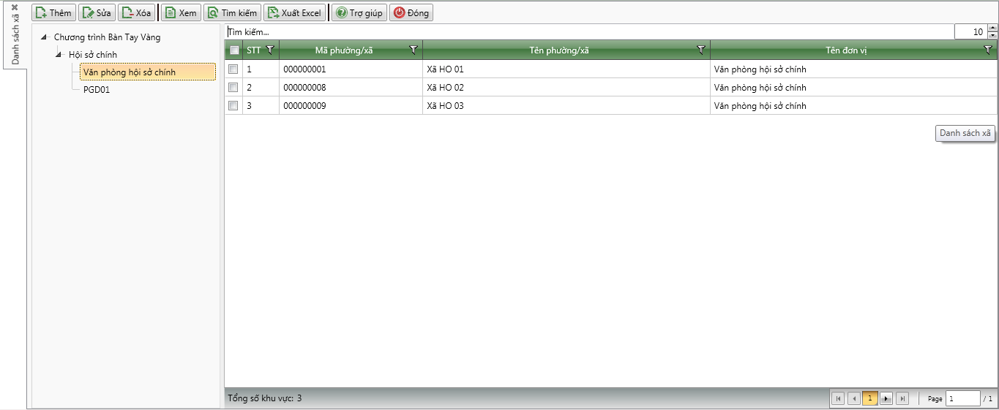 Danh sách xã
Thêm Sửa Xóa Xem Tìm kiếm Xuất Excel Trợ giúp Đóng
Chương trình Bàn Tay Vàng
Hội sở chính
Văn phòng hội sở chính
PGD01
Tìm kiếm... 10
STT Mã phường/xã Tên phường/xã Tên đơn vị
1 000000001 Xã HO 01 Văn phòng hội sở chính
2 000000008 Xã HO 02 Văn phòng hội sở chính
3 000000009 Xã HO 03 Văn phòng hội sở chính
Danh sách xã
Tổng số khu vực: 3 1 Page 1 / 1